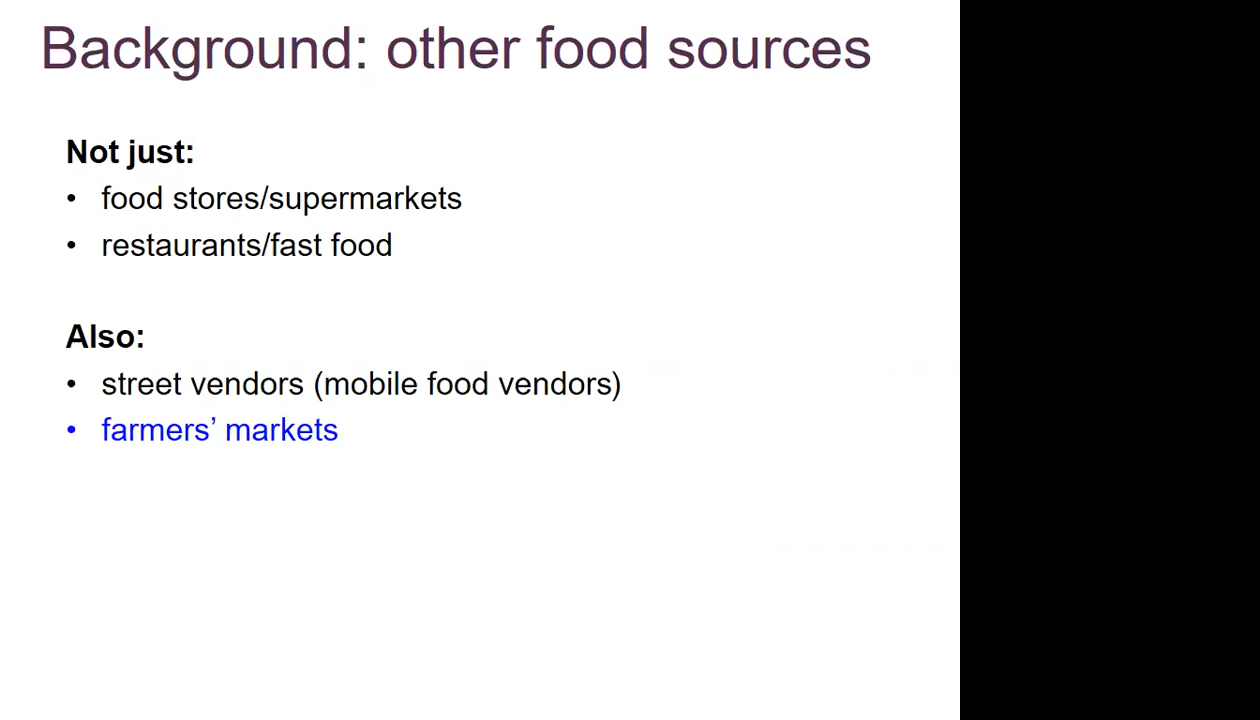 Background: other food sources
Not just:
• food stores/supermarkets
• restaurants/fast food
Also:
• street vendors (mobile food vendors)
• farmers’ markets